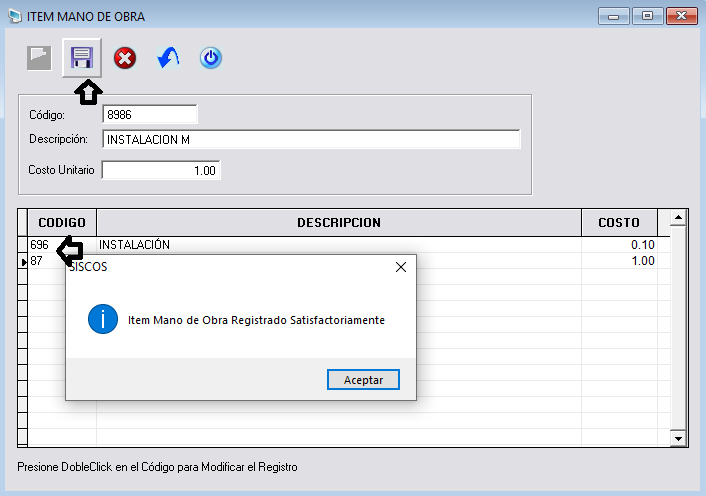 ITEM MANO DE OBRA
Código: 8986
Descripción: INSTALACION M
Costo Unitario 1.00
CODIGO DESCRIPCION COSTO
696 INSTALACIÓN 0.10
87 1.00
SISCOS
Item Mano de Obra Registrado Satisfactoriamente
Aceptar
Presione DobleClick en el Código para Modificar el Registro